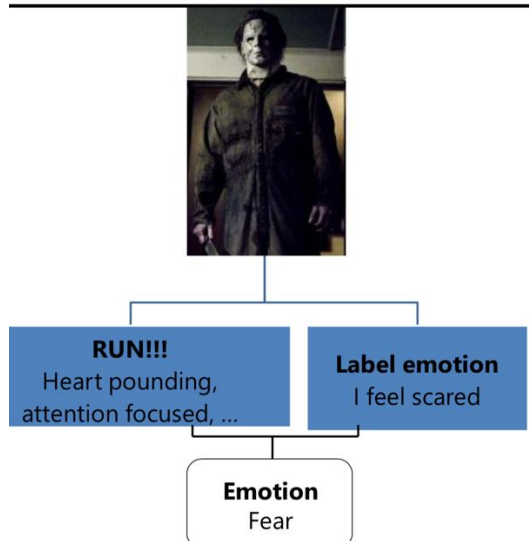 RUN!!!
Heart pounding,
attention focused, ...
Label emotion
I feel scared
Emotion
Fear